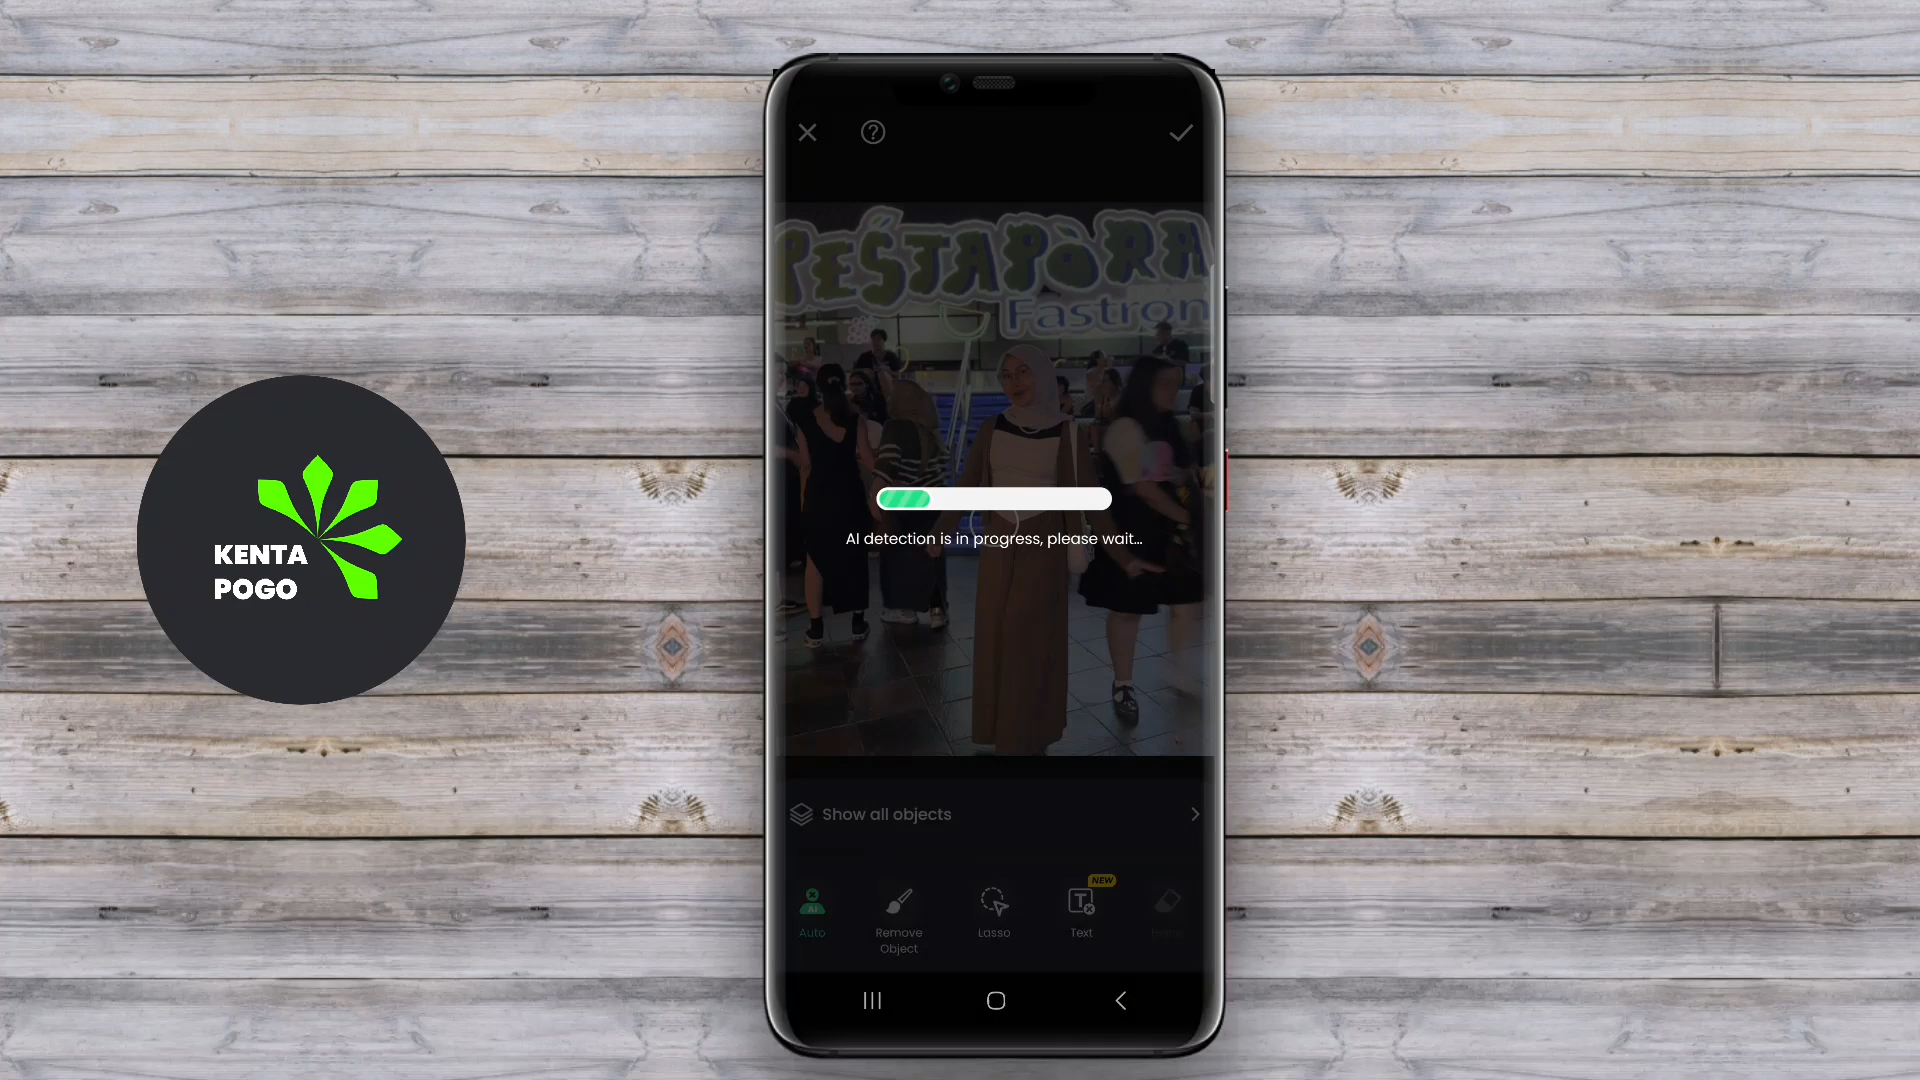 PESTAPORA
Fastron
KENTA
POGO
AI detection is in progress, please wait...
Show all objects
NEW
AI
Auto
Remove
Object
Lasso
Text